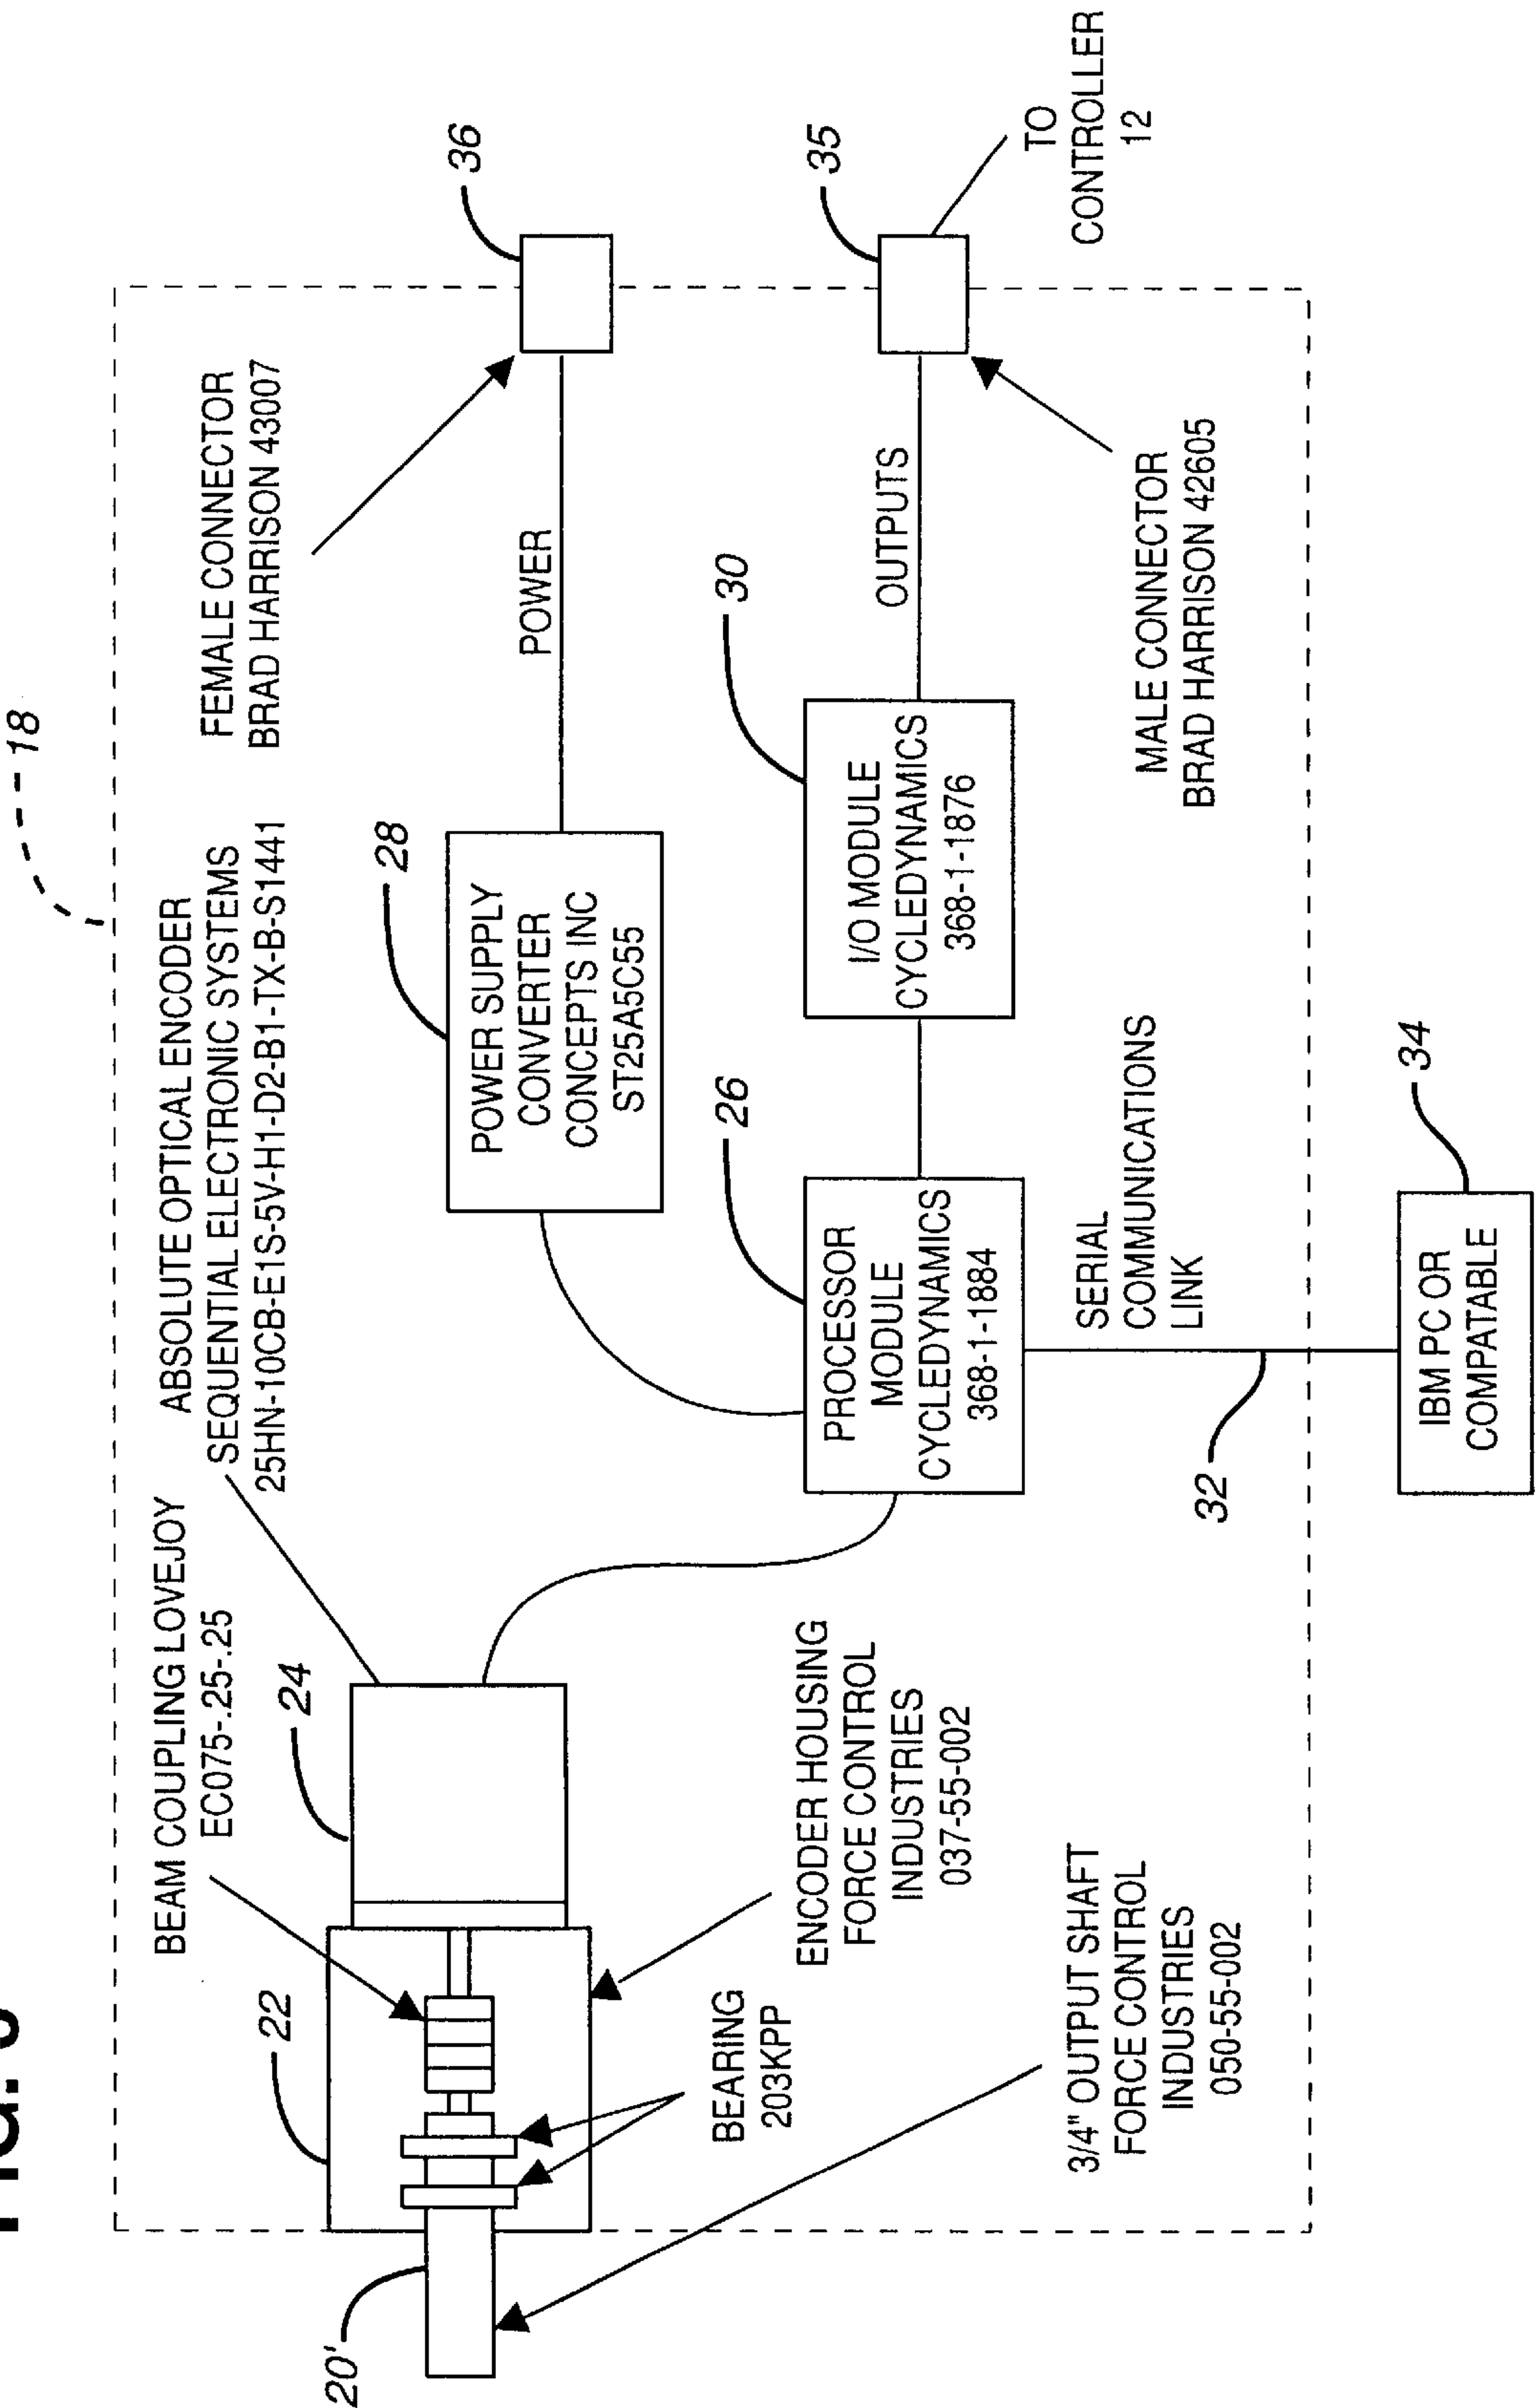 18
ABSOLUTE OPTICAL ENCODER
SEQUENTIAL ELECTRONIC SYSTEMS
25HN-10CB-E1S-5V-H1-D2-B1-TX-B-S1441
BEAM COUPLING LOVEJOY
EC075-.25-.25
FEMALE CONNECTOR
BRAD HARRISON 43007
22
24
28
36
20'
POWER SUPPLY
CONVERTER
CONCEPTS INC
ST25A5C55
POWER
BEARING
203KPP
ENCODER HOUSING
FORCE CONTROL
INDUSTRIES
037-55-002
26
30
35
PROCESSOR
MODULE
CYCLEDYNAMICS
368-1-1884
I/O MODULE
CYCLEDYNAMICS
368-1-1876
OUTPUTS
TO
CONTROLLER
12
3/4" OUTPUT SHAFT
FORCE CONTROL
INDUSTRIES
050-55-002
SERIAL
COMMUNICATIONS
LINK
MALE CONNECTOR
BRAD HARRISON 42605
32
34
IBM PC OR
COMPATABLE